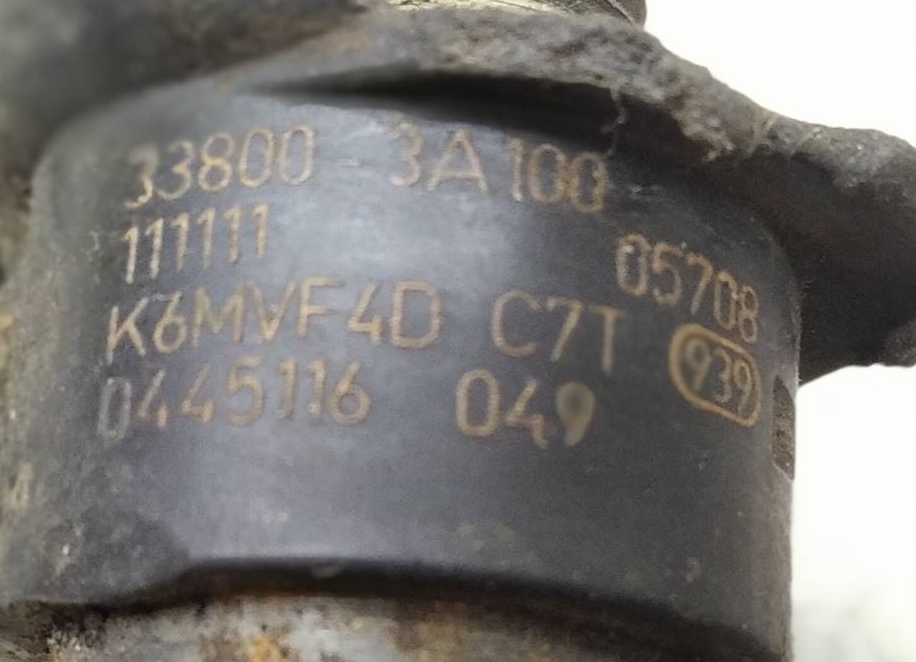 33800 - 3A100
111111 05708
K6MVF4D C7T 939
0445116 049